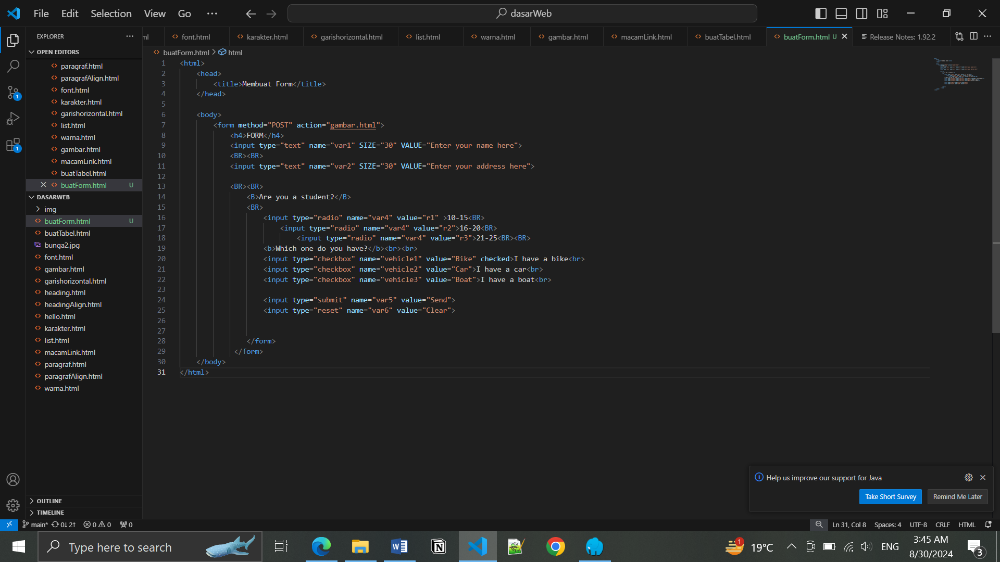 File Edit Selection View Go ··· dasarWeb
EXPLORER ···
OPEN EDITORS
paragraf.html
paragrafAlign.html
font.html
karakter.html
garishorizontal.html
list.html
warna.html
gambar.html
macamLink.html
buatTabel.html
buatForm.html U
DASARWEB
img
buatForm.html U
buatTabel.html
bunga2.jpg
font.html
gambar.html
garishorizontal.html
heading.html
headingAlign.html
hello.html
karakter.html
list.html
macamLink.html
paragraf.html
paragrafAlign.html
warna.html
OUTLINE
TIMELINE
ml font.html karakter.html garishorizontal.html list.html warna.html gambar.html macamLink.html buatTabel.html buatForm.html U Release Notes: 1.92.2 ···
buatForm.html > html
1 <html>
2 <head>
3 <title>Membuat Form</title>
4 </head>
5
6 <body>
7 <form method="POST" action="gambar.html">
8 <h4>FORM</h4>
9 <input type="text" name="var1" SIZE="30" VALUE="Enter your name here">
10 <BR><BR>
11 <input type="text" name="var2" SIZE="30" VALUE="Enter your address here">
12
13 <BR><BR>
14 <B>Are you a student?</B>
15 <BR>
16 <input type="radio" name="var4" value="r1" >10-15<BR>
17 <input type="radio" name="var4" value="r2">16-20<BR>
18 <input type="radio" name="var4" value="r3">21-25<BR><BR>
19 <b>Which one do you have?</b><br><br>
20 <input type="checkbox" name="vehicle1" value="Bike" checked>I have a bike<br>
21 <input type="checkbox" name="vehicle2" value="Car">I have a car<br>
22 <input type="checkbox" name="vehicle3" value="Boat">I have a boat<br>
23
24 <input type="submit" name="var5" value="Send">
25 <input type="reset" name="var6" value="Clear">
26
27
28 </form>
29 </form>
30 </body>
31 </html>
1
1
Help us improve our support for Java
Take Short Survey Remind Me Later
main* 0↓ 2↑ 0 0 0 Ln 31, Col 8 Spaces: 4 UTF-8 CRLF HTML
Type here to search 1 19°C ENG 3:45 AM
8/30/2024 3